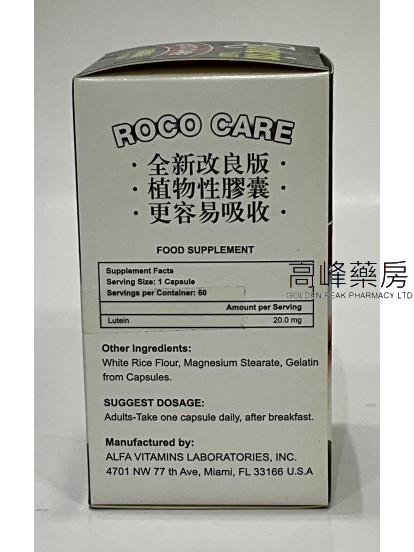 ROCO CARE
·全新改良版·
·植物性膠囊·
·更容易吸收·
FOOD SUPPLEMENT
Supplement Facts
Serving Size: 1 Capsule
Servings per Container: 60
Amount per Serving
Lutein 20.0 mg
高峰藥房
GOLDEN PEAK PHARMACY LTD
Other Ingredients:
White Rice Flour, Magnesium Stearate, Gelatin
from Capsules.
SUGGEST DOSAGE:
Adults-Take one capsule daily, after breakfast.
Manufactured by:
ALFA VITAMINS LABORATORIES, INC.
4701 NW 77 th Ave, Miami, FL 33166 U.S.A